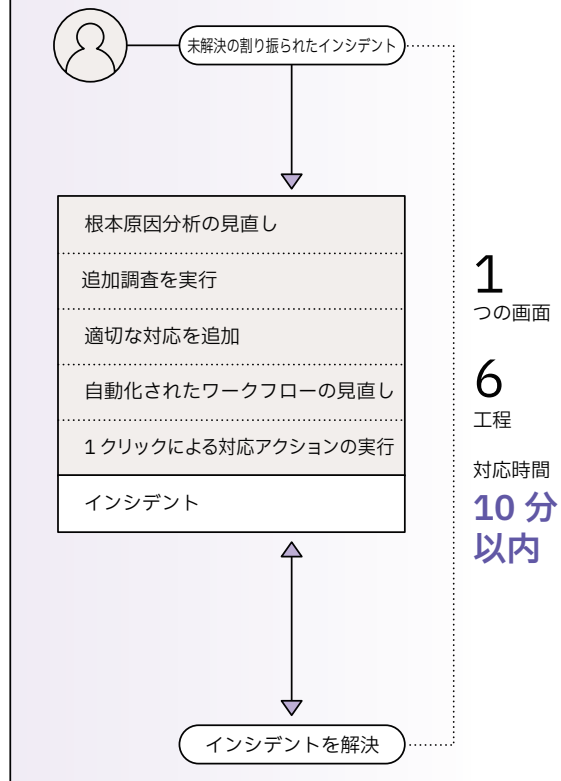 未解決の割り振られたインシデント
根本原因分析の見直し
追加調査を実行
適切な対応を追加
自動化されたワークフローの見直し
1クリックによる対応アクションの実行
インシデント
インシデントを解決
1
つの画面
6
工程
対応時間
10 分
以内